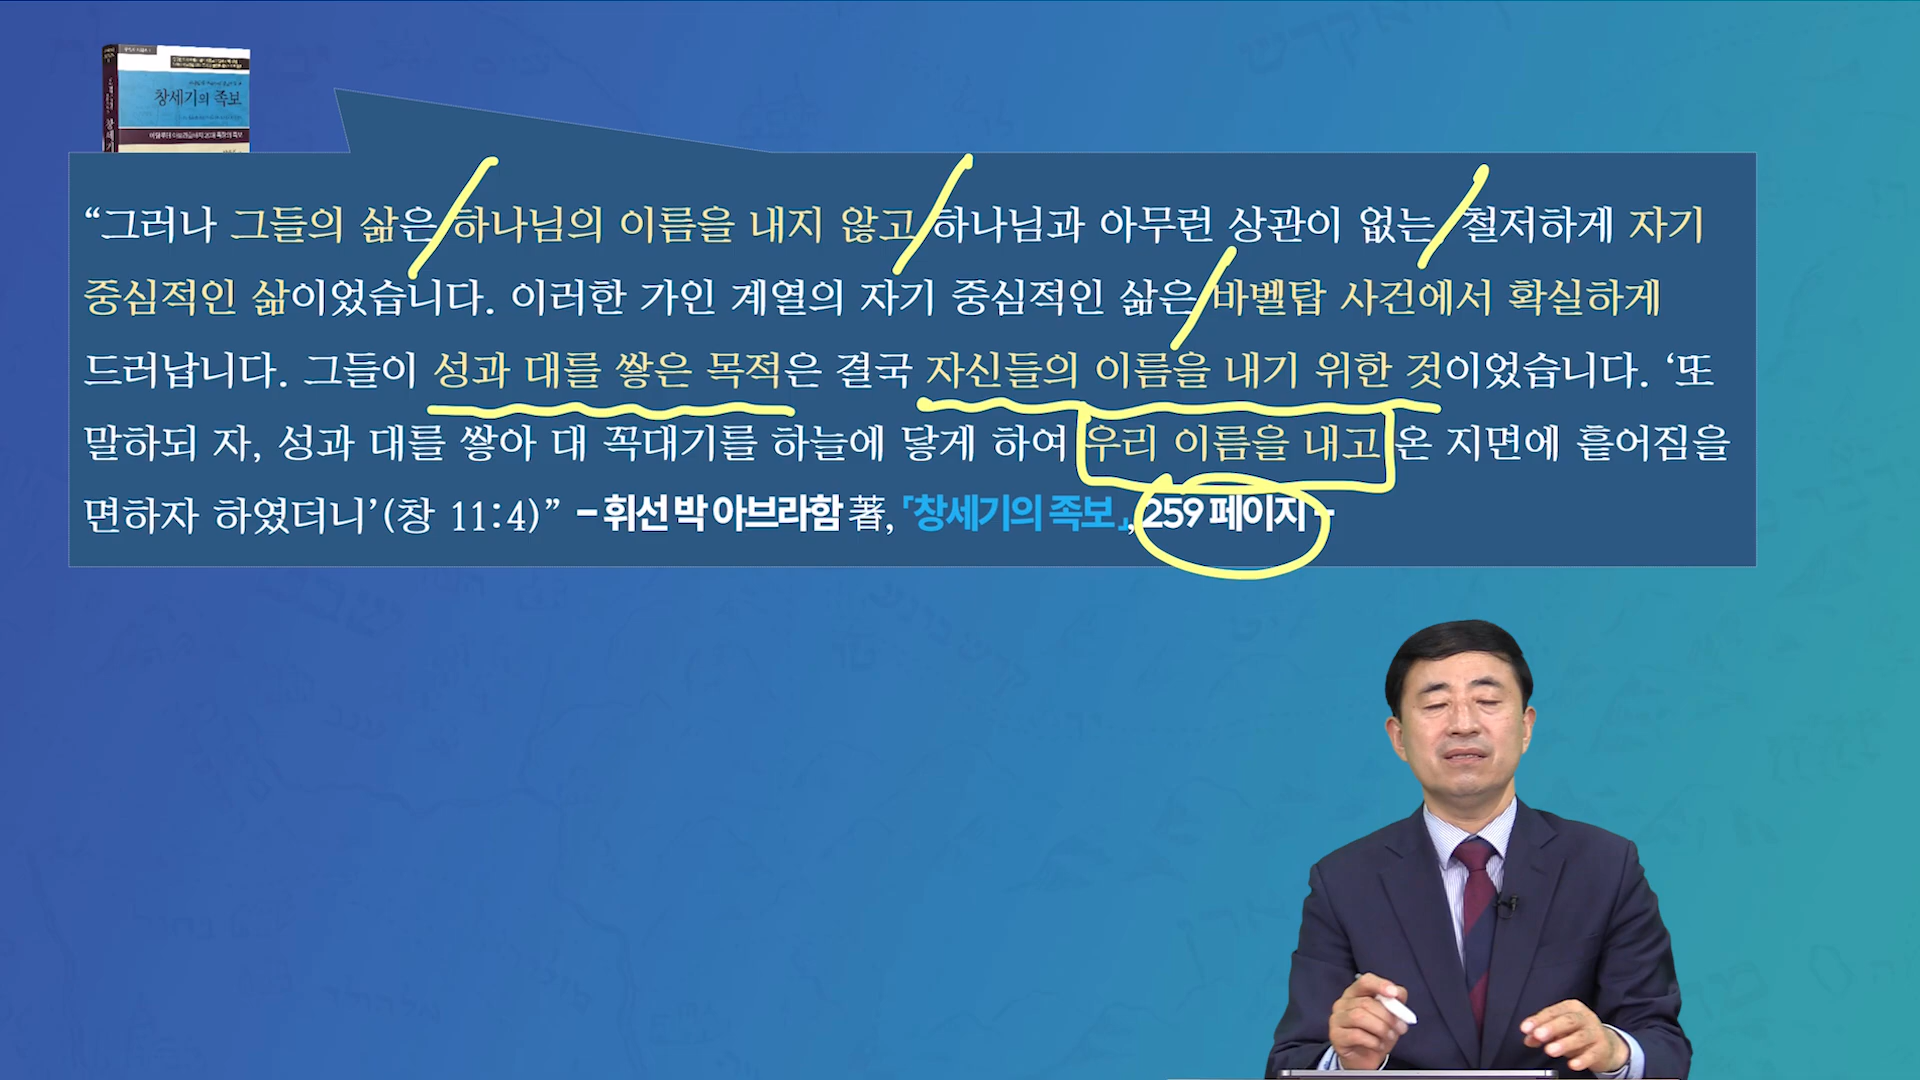 창세기의 족보
“그러나 그들의 삶은 하나님의 이름을 내지 않고 하나님과 아무런 상관이 없는 철저하게 자기
중심적인 삶이었습니다. 이러한 가인 계열의 자기 중심적인 삶은 바벨탑 사건에서 확실하게
드러납니다. 그들이 성과 대를 쌓은 목적은 결국 자신들의 이름을 내기 위한 것이었습니다. ‘또
말하되 자, 성과 대를 쌓아 대 꼭대기를 하늘에 닿게 하여 우리 이름을 내고 온 지면에 흩어짐을
면하자 하였더니’(창 11:4)” - 휘선 박 아브라함 著, 「창세기의 족보」, 259 페이지 -